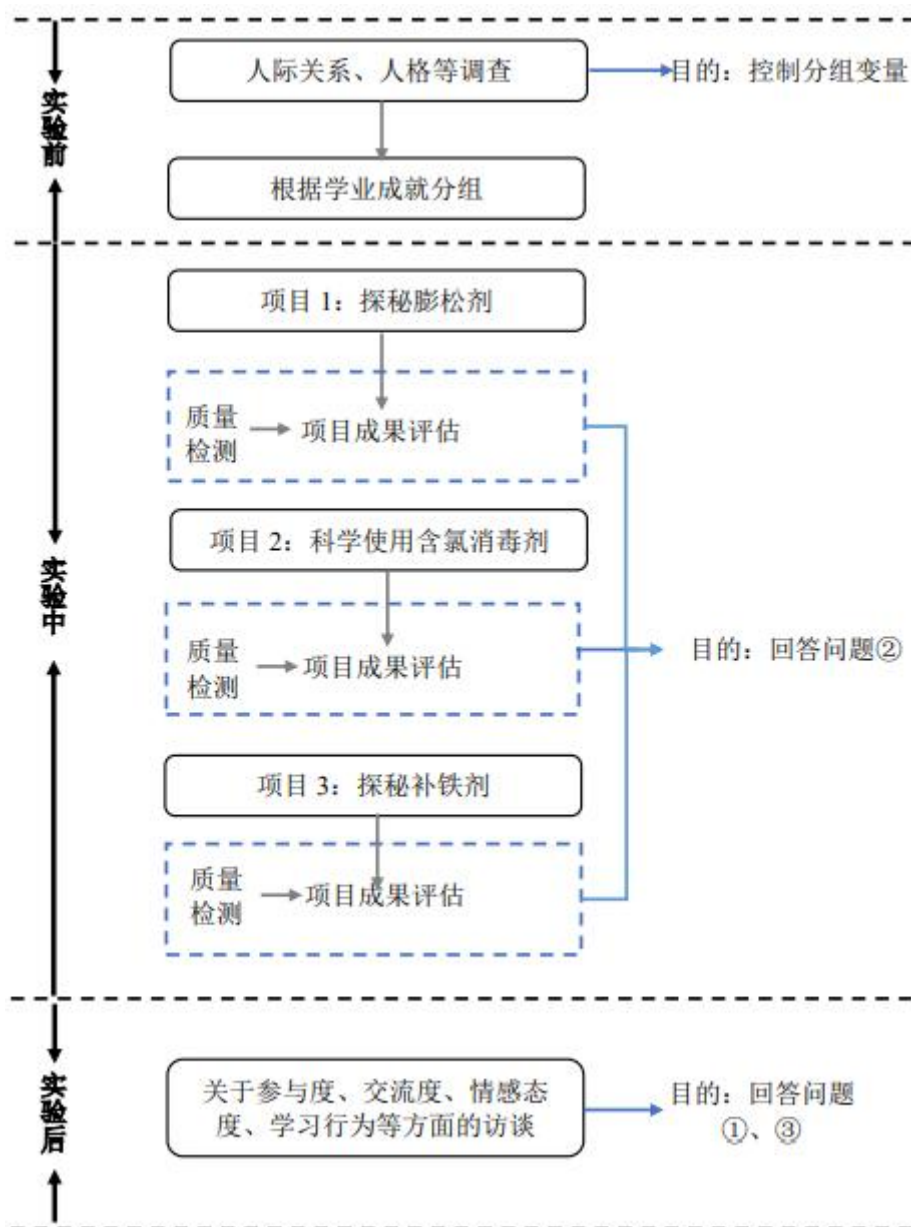 实验前
人际关系、人格等调查
目的：控制分组变量
根据学业成就分组
实验中
项目 1：探秘膨松剂
质量
检测
项目成果评估
项目 2：科学使用含氯消毒剂
质量
检测
项目成果评估
目的：回答问题②
项目 3：探秘补铁剂
质量
检测
项目成果评估
实验后
关于参与度、交流度、情感态
度、学习行为等方面的访谈
目的：回答问题
①、③